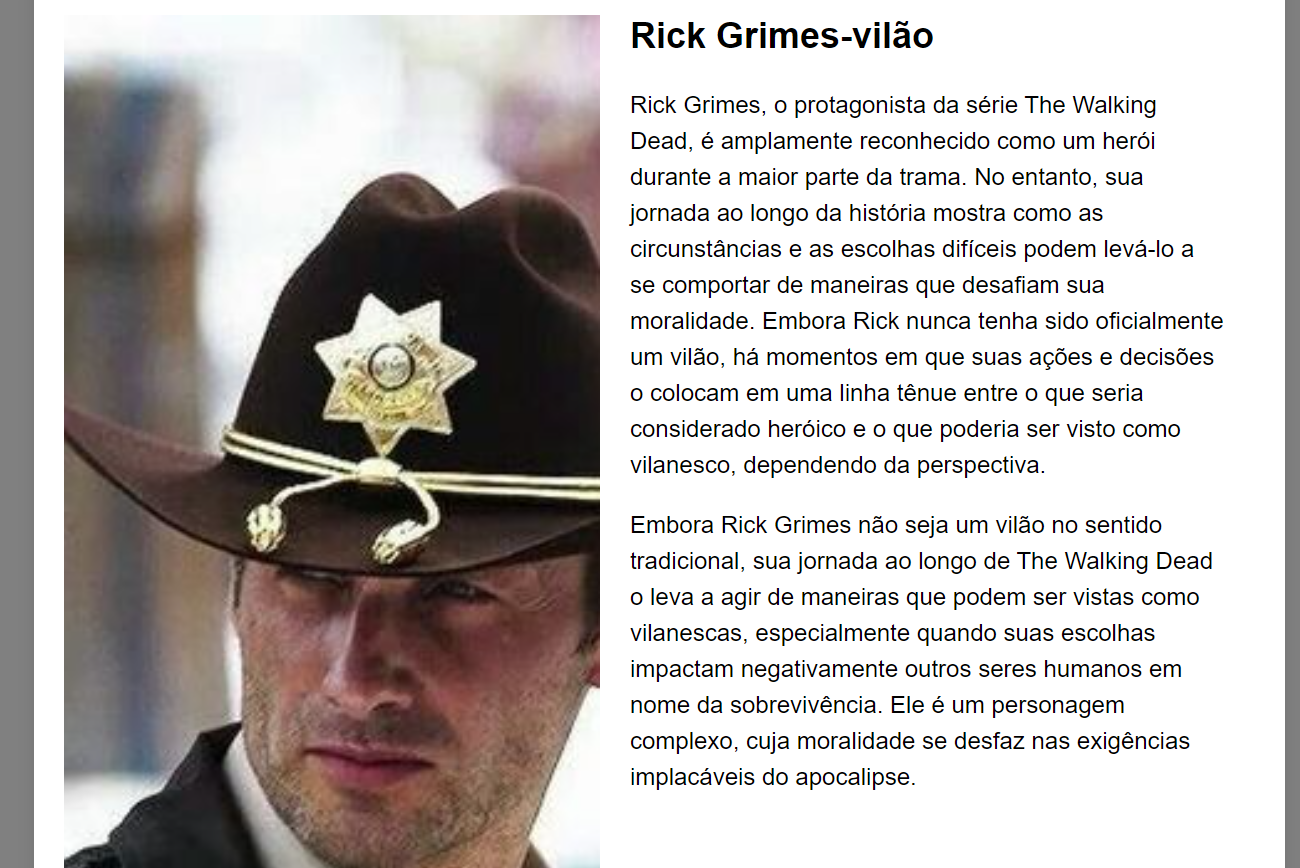 Rick Grimes-vilão
Rick Grimes, o protagonista da série The Walking
Dead, é amplamente reconhecido como um herói
durante a maior parte da trama. No entanto, sua
jornada ao longo da história mostra como as
circunstâncias e as escolhas difíceis podem levá-lo a
se comportar de maneiras que desafiam sua
moralidade. Embora Rick nunca tenha sido oficialmente
um vilão, há momentos em que suas ações e decisões
o colocam em uma linha tênue entre o que seria
considerado heróico e o que poderia ser visto como
vilanesco, dependendo da perspectiva.
Embora Rick Grimes não seja um vilão no sentido
tradicional, sua jornada ao longo de The Walking Dead
o leva a agir de maneiras que podem ser vistas como
vilanescas, especialmente quando suas escolhas
impactam negativamente outros seres humanos em
nome da sobrevivência. Ele é um personagem
complexo, cuja moralidade se desfaz nas exigências
implacáveis do apocalipse.